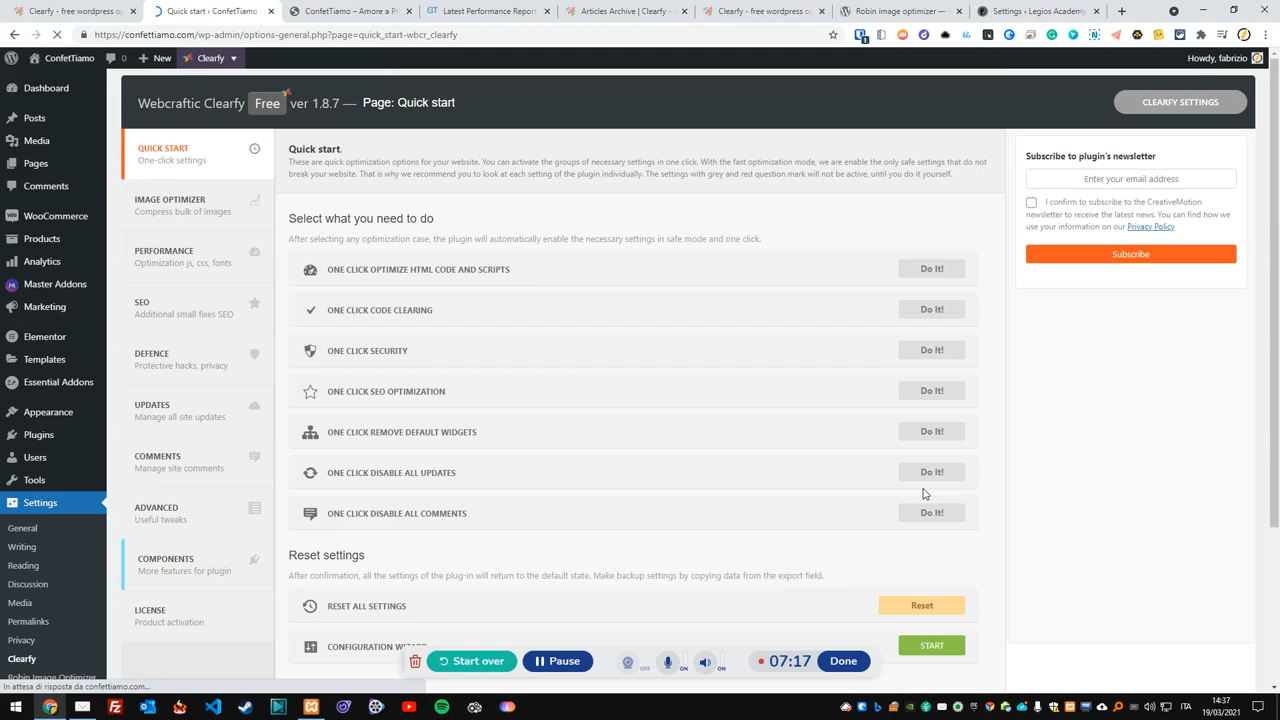 Clearfy - free wordpress op
Quick start ‹ ConfetTiamo
ConfetTiamo – Amore a Pr
Latest Performance Report
Articles Archive | Clearfy -
Clearfy - free wordpress op
Robin image optimizer —
Settings ‹ Legios Academy
https://confettiamo.com/wp-admin/options-general.php?page=quick_start-wbcr_clearfy
ConfetTiamo
0
New
Clearfy
Howdy, fabrizio
Dashboard
Posts
Media
Pages
Comments
WooCommerce
Products
Analytics
Master Addons
Marketing
Elementor
Templates
Essential Addons
Appearance
Plugins
Users
Tools
Settings
General
Writing
Reading
Discussion
Media
Permalinks
Privacy
Clearfy
Robin Image Optimizer
Webcraftic Clearfy Free ver 1.8.7 — Page: Quick start
CLEARFY SETTINGS
QUICK START
One-click settings
IMAGE OPTIMIZER
Compress bulk of images
PERFORMANCE
Optimization js, css, fonts
SEO
Additional small fixes SEO
DEFENCE
Protective hacks, privacy
UPDATES
Manage all site updates
COMMENTS
Manage site comments
ADVANCED
Useful tweaks
COMPONENTS
More features for plugin
LICENSE
Product activation
Quick start.
These are quick optimization options for your website. You can activate the groups of necessary settings in one click. With the fast optimization mode, we are enable the only safe settings that do not
break your website. That is why we recommend you to look at each setting of the plugin individually. The settings with grey and red question mark will not be active, until you do it yourself.
Select what you need to do
After selecting any optimization case, the plugin will automatically enable the necessary settings in safe mode and one click.
ONE CLICK OPTIMIZE HTML CODE AND SCRIPTS
Do It!
ONE CLICK CODE CLEARING
Do It!
ONE CLICK SECURITY
Do It!
ONE CLICK SEO OPTIMIZATION
Do It!
ONE CLICK REMOVE DEFAULT WIDGETS
Do It!
ONE CLICK DISABLE ALL UPDATES
Do It!
ONE CLICK DISABLE ALL COMMENTS
Do It!
Reset settings
After confirmation, all the settings of the plug-in will return to the default state. Make backup settings by copying data from the export field.
RESET ALL SETTINGS
Reset
CONFIGURATION WIZARD
START
Subscribe to plugin's newsletter
Enter your email address
I confirm to subscribe to the CreativeMotion
newsletter to receive the latest news. You can find how we
use your information on our Privacy Policy
Subscribe
Start over
Pause
OFF
ON
ON
07:17
Done
In attesa di risposta da confettiamo.com...
14:37
ITA
19/03/2021